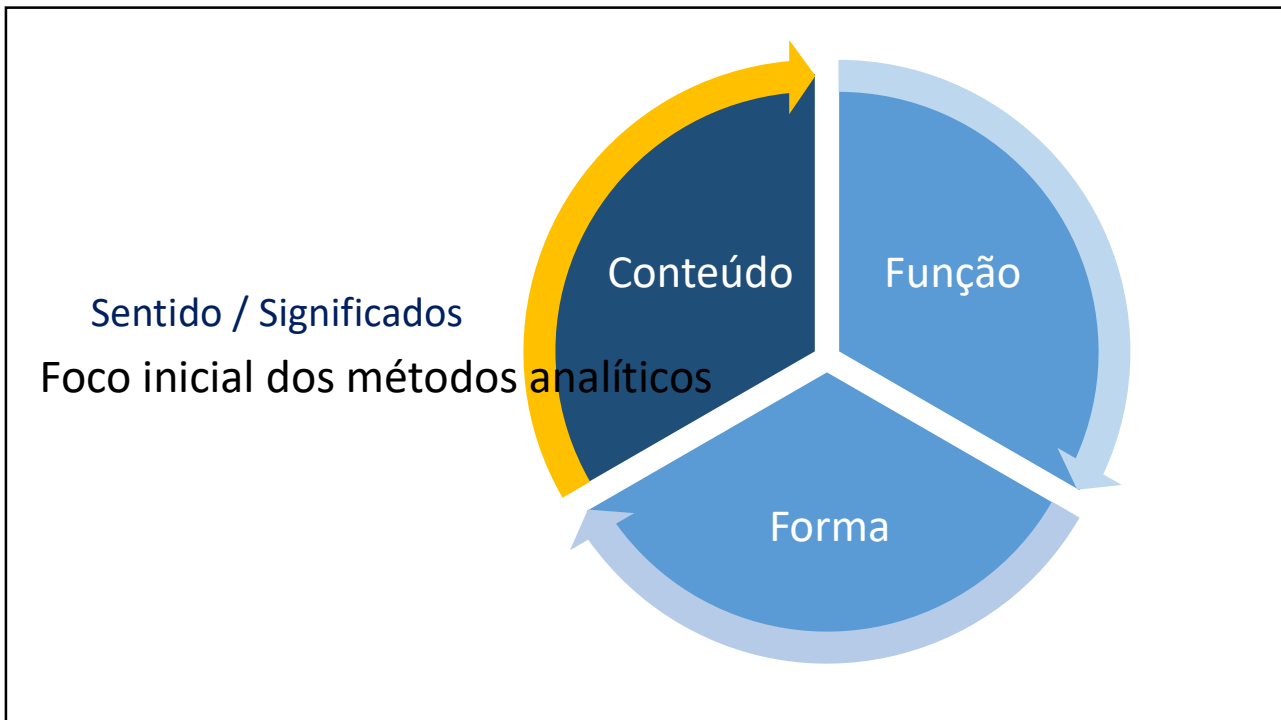 Conteúdo
Função
Sentido / Significados
Foco inicial dos métodos analíticos
Forma